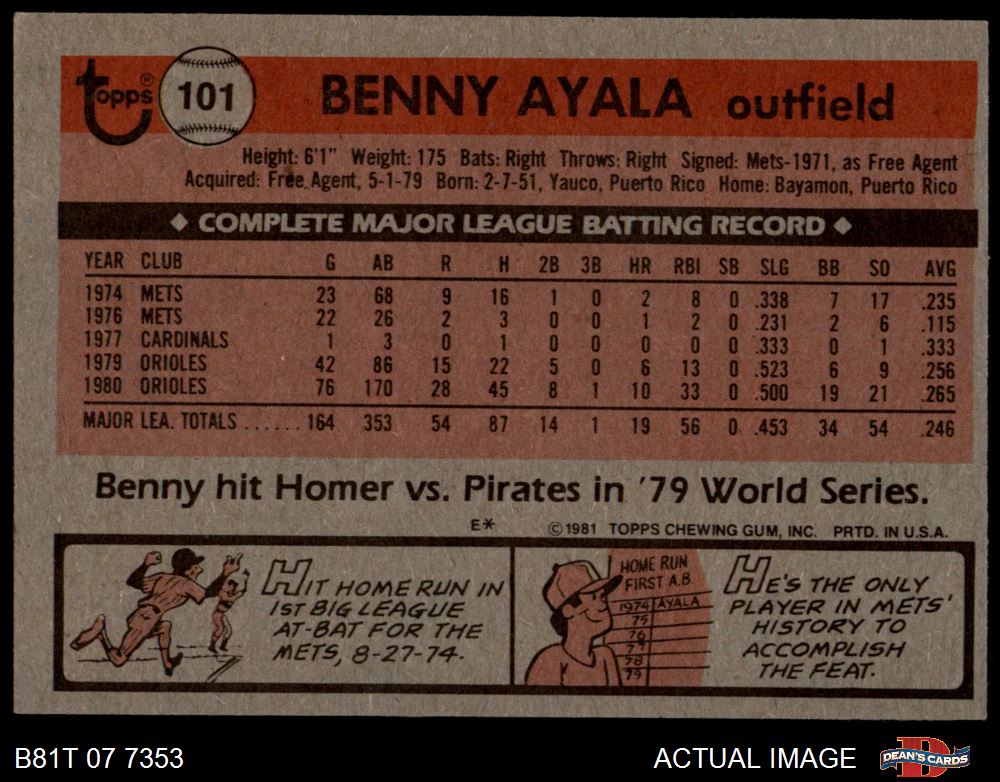 topps® 101 BENNY AYALA outfield
Height: 6'1" Weight: 175 Bats: Right Throws: Right Signed: Mets-1971, as Free Agent
Acquired: Free Agent, 5-1-79 Born: 2-7-51, Yauco, Puerto Rico Home: Bayamon, Puerto Rico
◆ COMPLETE MAJOR LEAGUE BATTING RECORD ◆
YEAR CLUB G AB R H 2B 3B HR RBI SB SLG BB SO AVG
1974 METS 23 68 9 16 1 0 2 8 0 .338 7 17 .235
1976 METS 22 26 2 3 0 0 1 2 0 .231 2 6 .115
1977 CARDINALS 1 3 0 1 0 0 0 0 0 .333 0 1 .333
1979 ORIOLES 42 86 15 22 5 0 6 13 0 .523 6 9 .256
1980 ORIOLES 76 170 28 45 8 1 10 33 0 .500 19 21 .265
MAJOR LEA. TOTALS ...... 164 353 54 87 14 1 19 56 0 .453 34 54 .246
Benny hit Homer vs. Pirates in '79 World Series.
E* ©1981 TOPPS CHEWING GUM, INC. PRTD. IN U.S.A.
HIT HOME RUN IN
1ST BIG LEAGUE
AT-BAT FOR THE
METS, 8-27-74.
HOME RUN
FIRST A.B.
1974 AYALA
75
76
77
78
79
HE'S THE ONLY
PLAYER IN METS'
HISTORY TO
ACCOMPLISH
THE FEAT.
B81T 07 7353 ACTUAL IMAGE DEAN'S CARDS